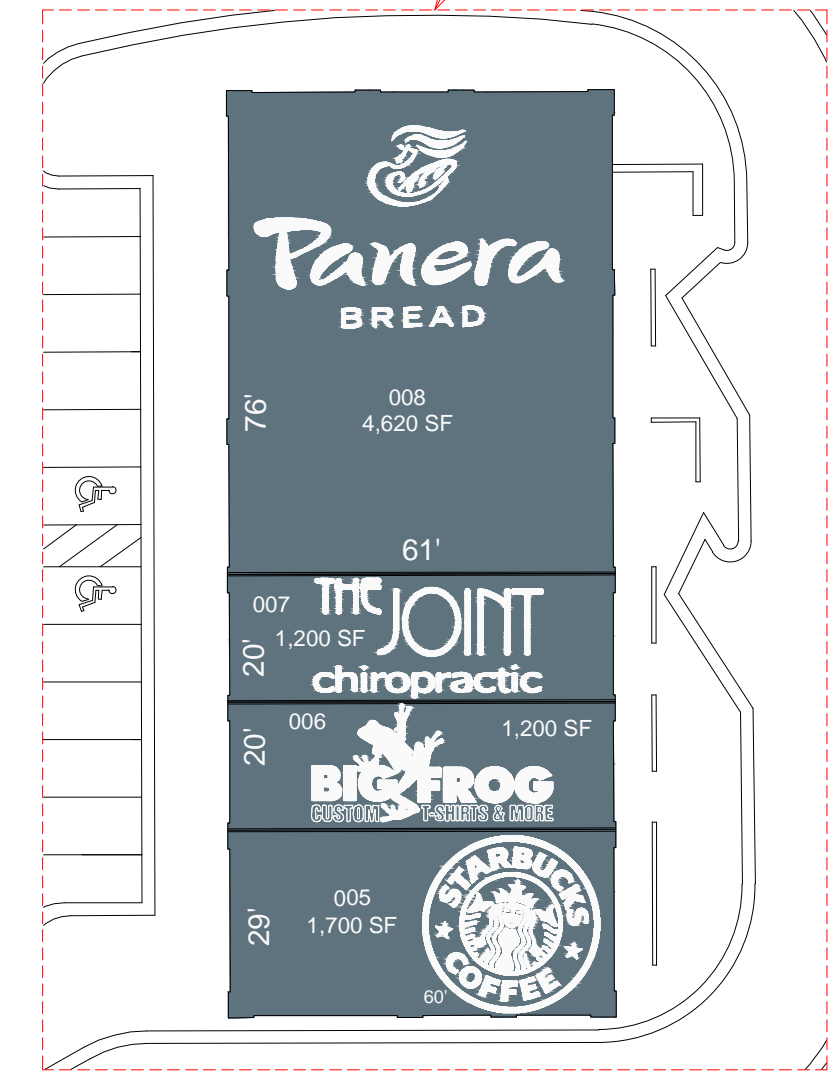 Panera
BREAD
76'
008
4,620 SF
61'
THE JOINT
chiropractic
007
1,200 SF
20'
006
1,200 SF
20'
BIG FROG
CUSTOM T-SHIRTS & MORE
005
1,700 SF
29'
STARBUCKS
COFFEE
60'